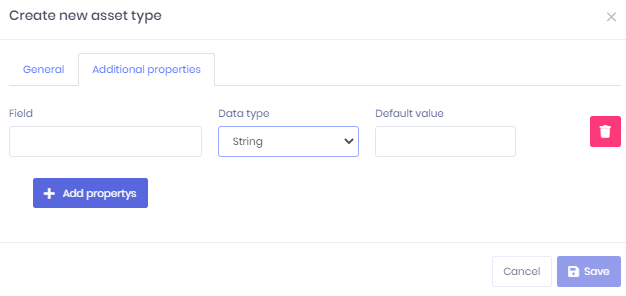 Create new asset type
General
Additional properties
Field
Data type
Default value
String
Add propertys
Cancel
Save